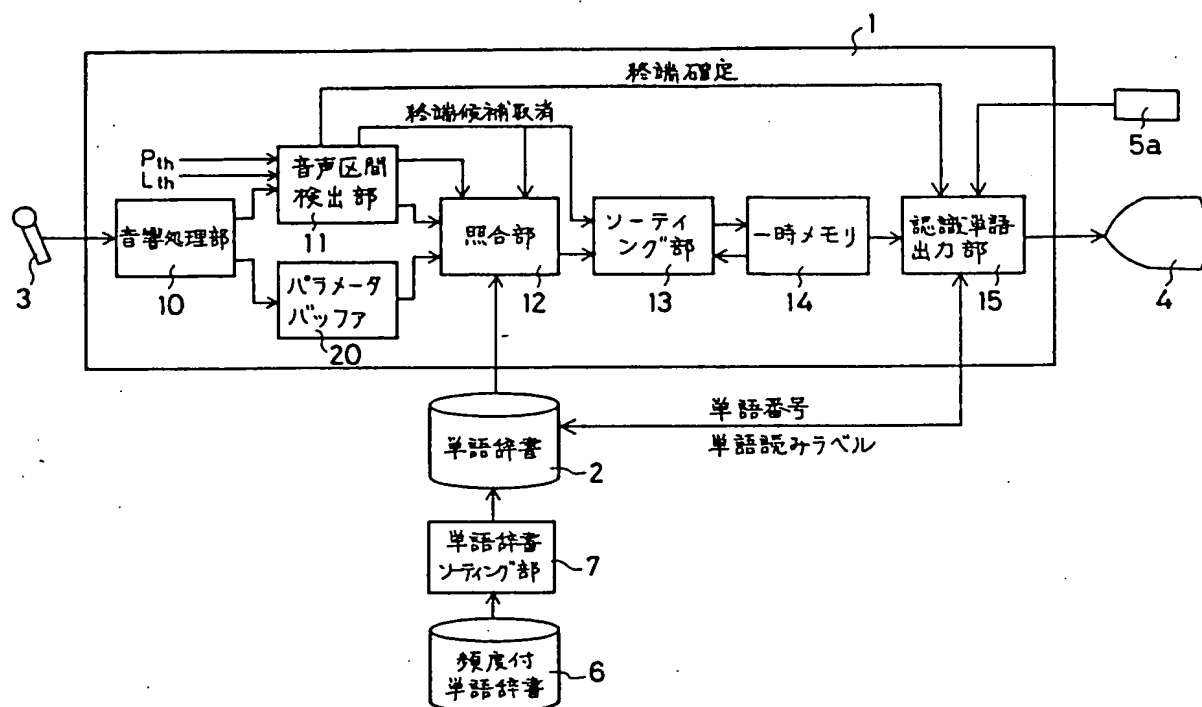 1
終端確定
終端候補取消
5a
Pth
Lth
音声区間
検出部
11
音響処理部
10
3
パラメータ
バッファ
20
照合部
12
ソーティ
ング部
13
一時メモリ
14
認識単語
出力部
15
4
単語番号
単語読みラベル
単語辞書
2
単語辞書
ソーティング部
7
頻度付
単語辞書
6